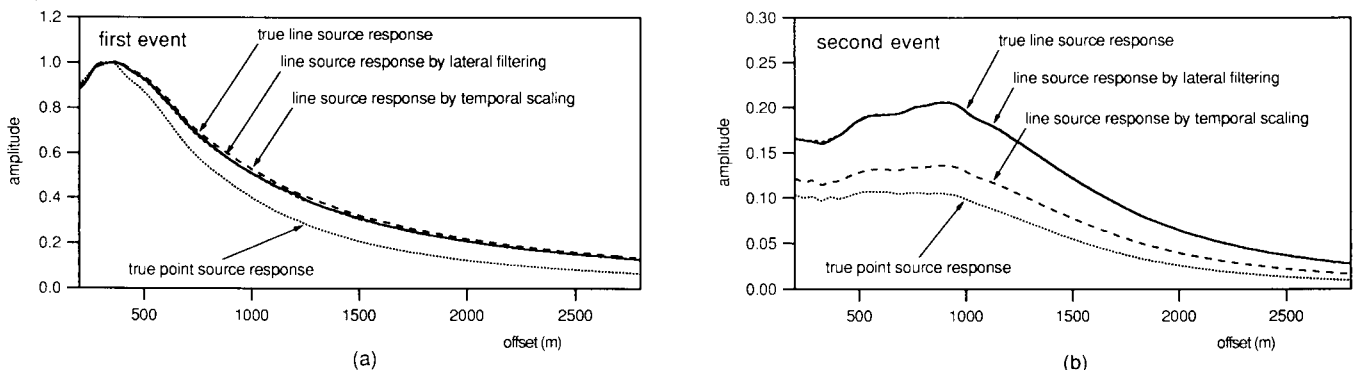 first event
true line source response
line source response by lateral filtering
line source response by temporal scaling
true point source response
amplitude
1.2
1.0
0.8
0.6
0.4
0.2
0.0
500
1000
1500
2000
2500
offset (m)
(a)
second event
true line source response
line source response by lateral filtering
line source response by temporal scaling
true point source response
amplitude
0.30
0.25
0.20
0.15
0.10
0.05
0.00
500
1000
1500
2000
2500
offset (m)
(b)